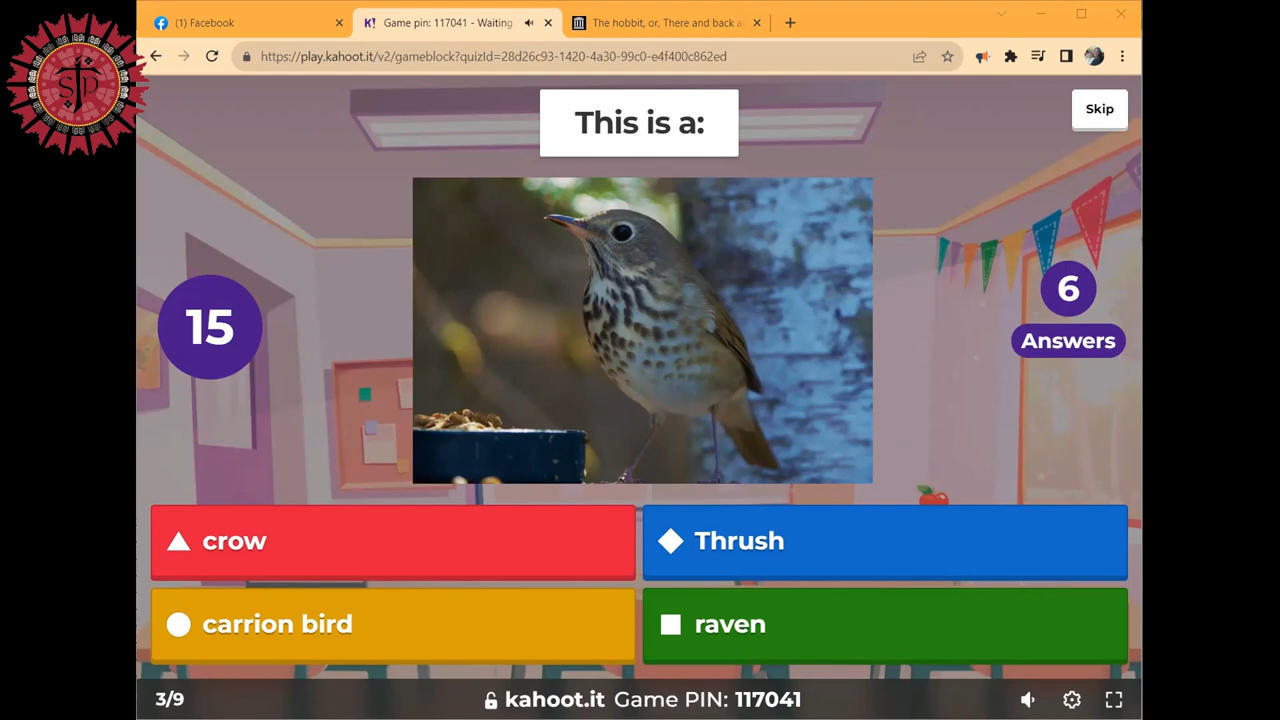 (1) Facebook
K! Game pin: 117041 - Waiting
The hobbit, or, There and back a
https://play.kahoot.it/v2/gameblock?quizId=28d26c93-1420-4a30-99c0-e4f400c862ed
This is a:
Skip
15
6
Answers
crow
Thrush
carrion bird
raven
3/9
kahoot.it Game PIN: 117041